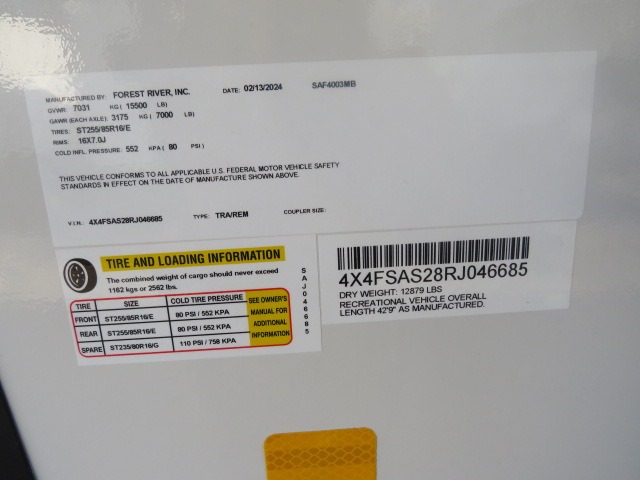 MANUFACTURED BY: FOREST RIVER, INC. DATE: 02/13/2024 SAF4003MB
GVWR: 7031 KG ( 15500 LB)
GAWR (EACH AXLE): 3175 KG ( 7000 LB)
TIRES: ST255/85R16/E
RIMS: 16X7.0J
COLD INFL. PRESSURE: 552 KPA ( 80 PSI)
THIS VEHICLE CONFORMS TO ALL APPLICABLE U.S. FEDERAL MOTOR VEHICLE SAFETY
STANDARDS IN EFFECT ON THE DATE OF MANUFACTURE SHOWN ABOVE.
V.I.N.: 4X4FSAS28RJ046685 TYPE: TRA/REM COUPLER SIZE:
TIRE AND LOADING INFORMATION
The combined weight of cargo should never exceed
1162 kgs or 2562 lbs.
TIRE SIZE COLD TIRE PRESSURE
FRONT ST255/85R16/E 80 PSI / 552 KPA
REAR ST255/85R16/E 80 PSI / 552 KPA
SPARE ST235/80R16/G 110 PSI / 758 KPA
SEE OWNER'S
MANUAL FOR
ADDITIONAL
INFORMATION
SAJ046685
4X4FSAS28RJ046685
DRY WEIGHT: 12879 LBS
RECREATIONAL VEHICLE OVERALL
LENGTH 42'9" AS MANUFACTURED.